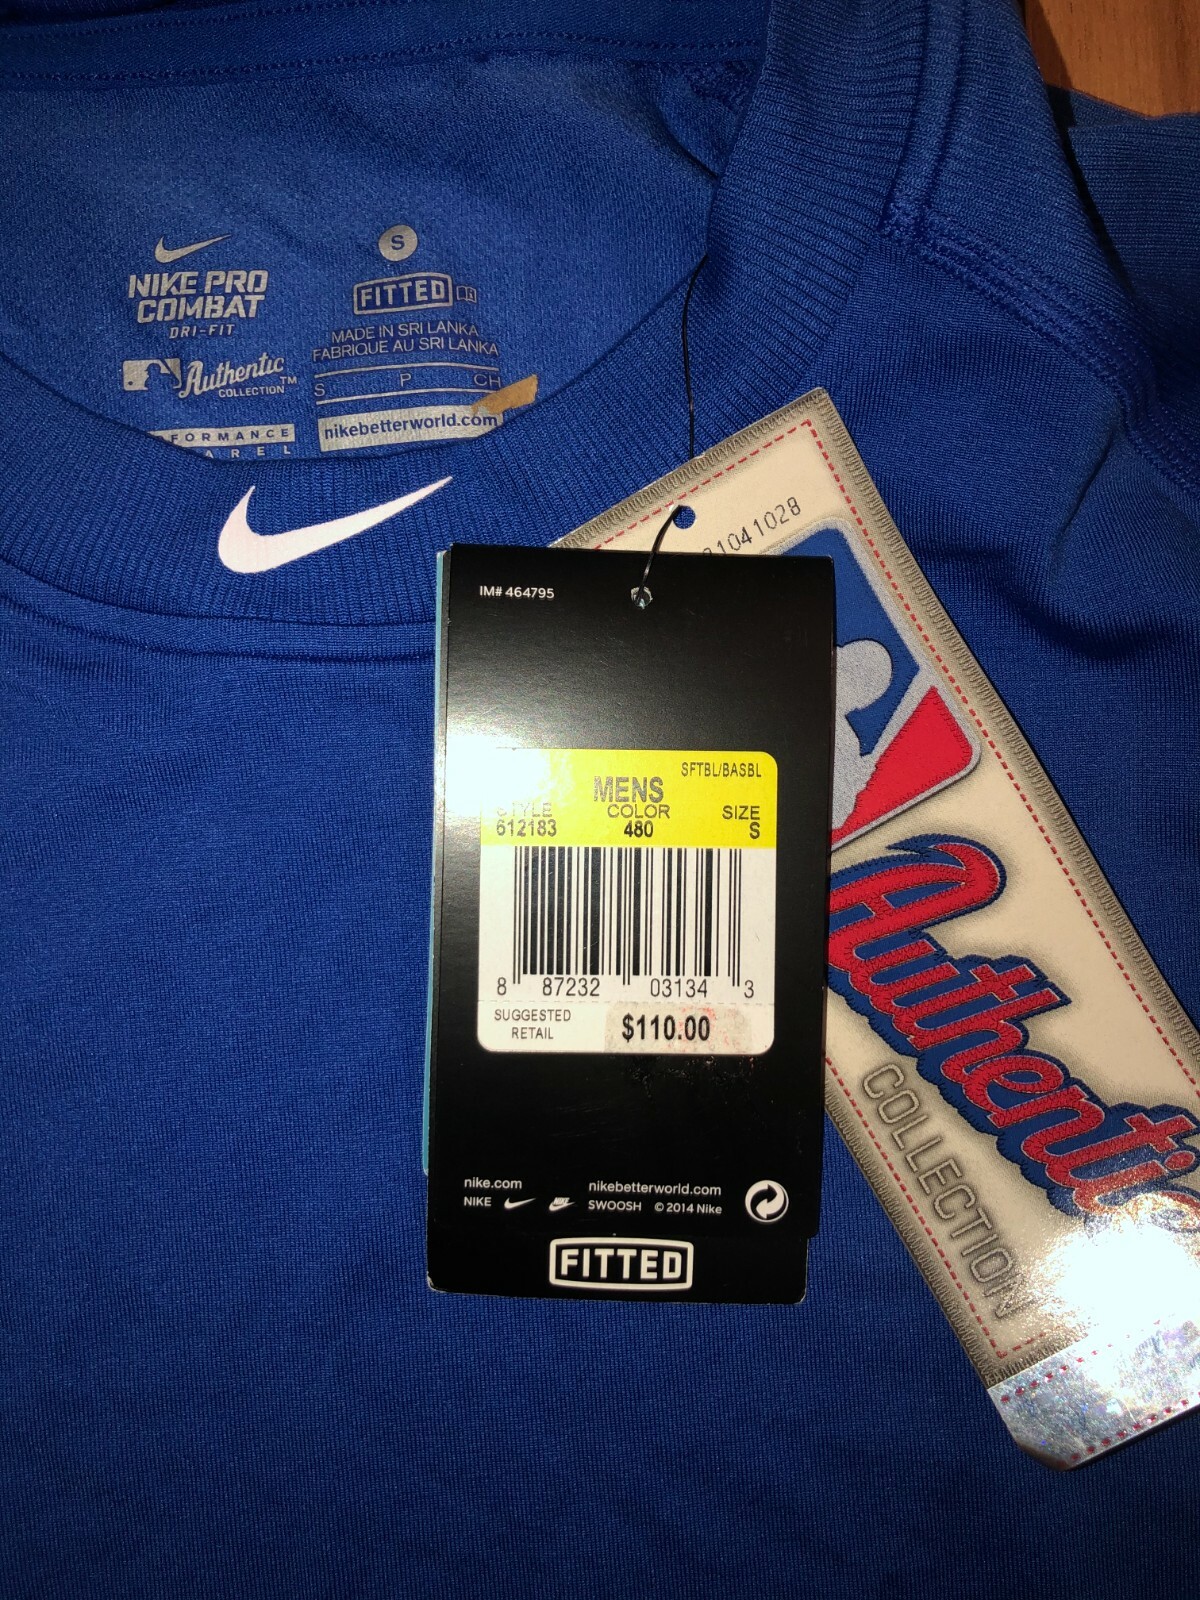 S
NIKE PRO
COMBAT
DRI-FIT
FITTED
MADE IN SRI LANKA
FABRIQUE AU SRI LANKA
Authentic
COLLECTION™
S P CH
nikebetterworld.com
IM# 464795
SFTBL/BASBL
MENS
STYLE COLOR SIZE
612183 480 S
8 87232 03134 3
SUGGESTED
RETAIL
$110.00
nike.com nikebetterworld.com
NIKE SWOOSH © 2014 Nike
FITTED
1041028
Authentic
COLLECTION